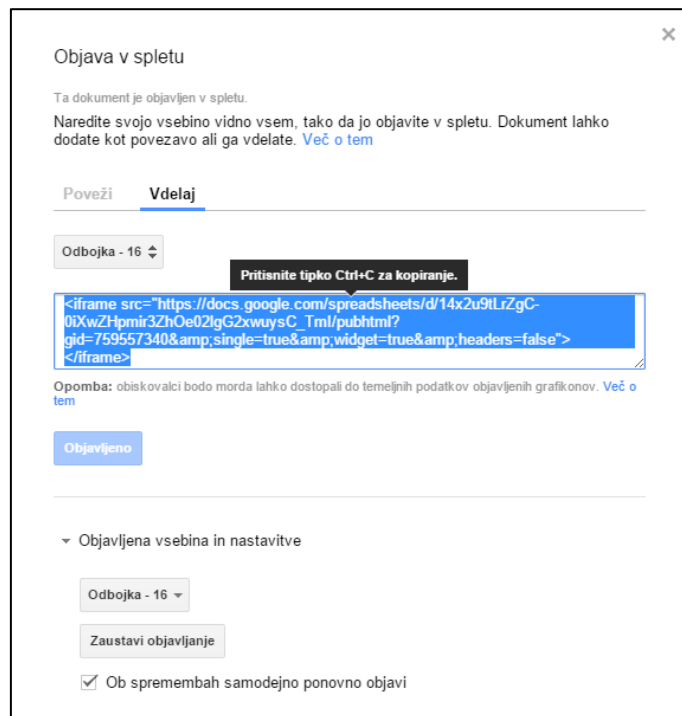 Objava v spletu
Ta dokument je objavljen v spletu.
Naredite svojo vsebino vidno vsem, tako da jo objavite v spletu. Dokument lahko
dodate kot povezavo ali ga vdelate. Več o tem
Poveži Vdelaj
Odbojka - 16
Pritisnite tipko Ctrl+C za kopiranje.
<iframe src="https://docs.google.com/spreadsheets/d/14x2u9tLrZgC-
0iXwZHpmir3ZhOe02lgG2xwuysC_TmI/pubhtml?
gid=759557340&amp;single=true&amp;widget=true&amp;headers=false">
</iframe>
Opomba: obiskovalci bodo morda lahko dostopali do temeljnih podatkov objavljenih grafikonov. Več o
tem
Objavljeno
Objavljena vsebina in nastavitve
Odbojka - 16
Zaustavi objavljanje
Ob spremembah samodejno ponovno objavi